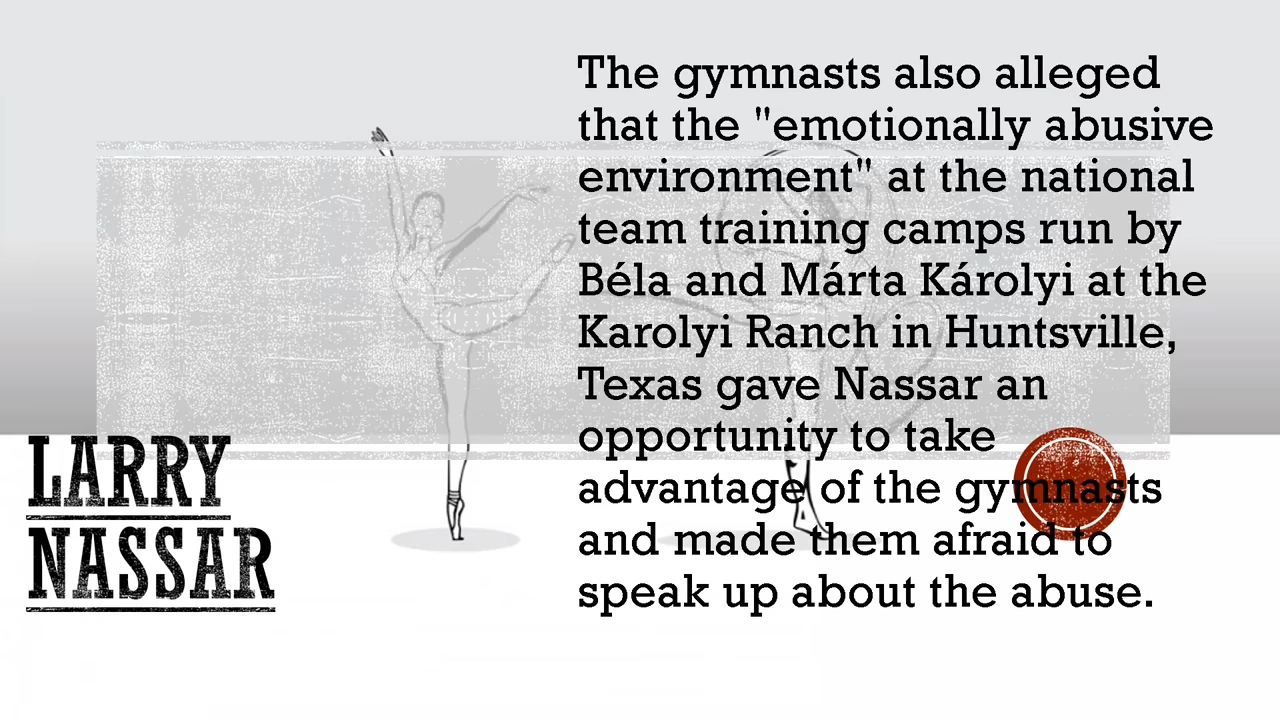 The gymnasts also alleged
that the "emotionally abusive
environment" at the national
team training camps run by
Béla and Márta Károlyi at the
Karolyi Ranch in Huntsville,
Texas gave Nassar an
opportunity to take
advantage of the gymnasts
and made them afraid to
speak up about the abuse.
LARRY
NASSAR